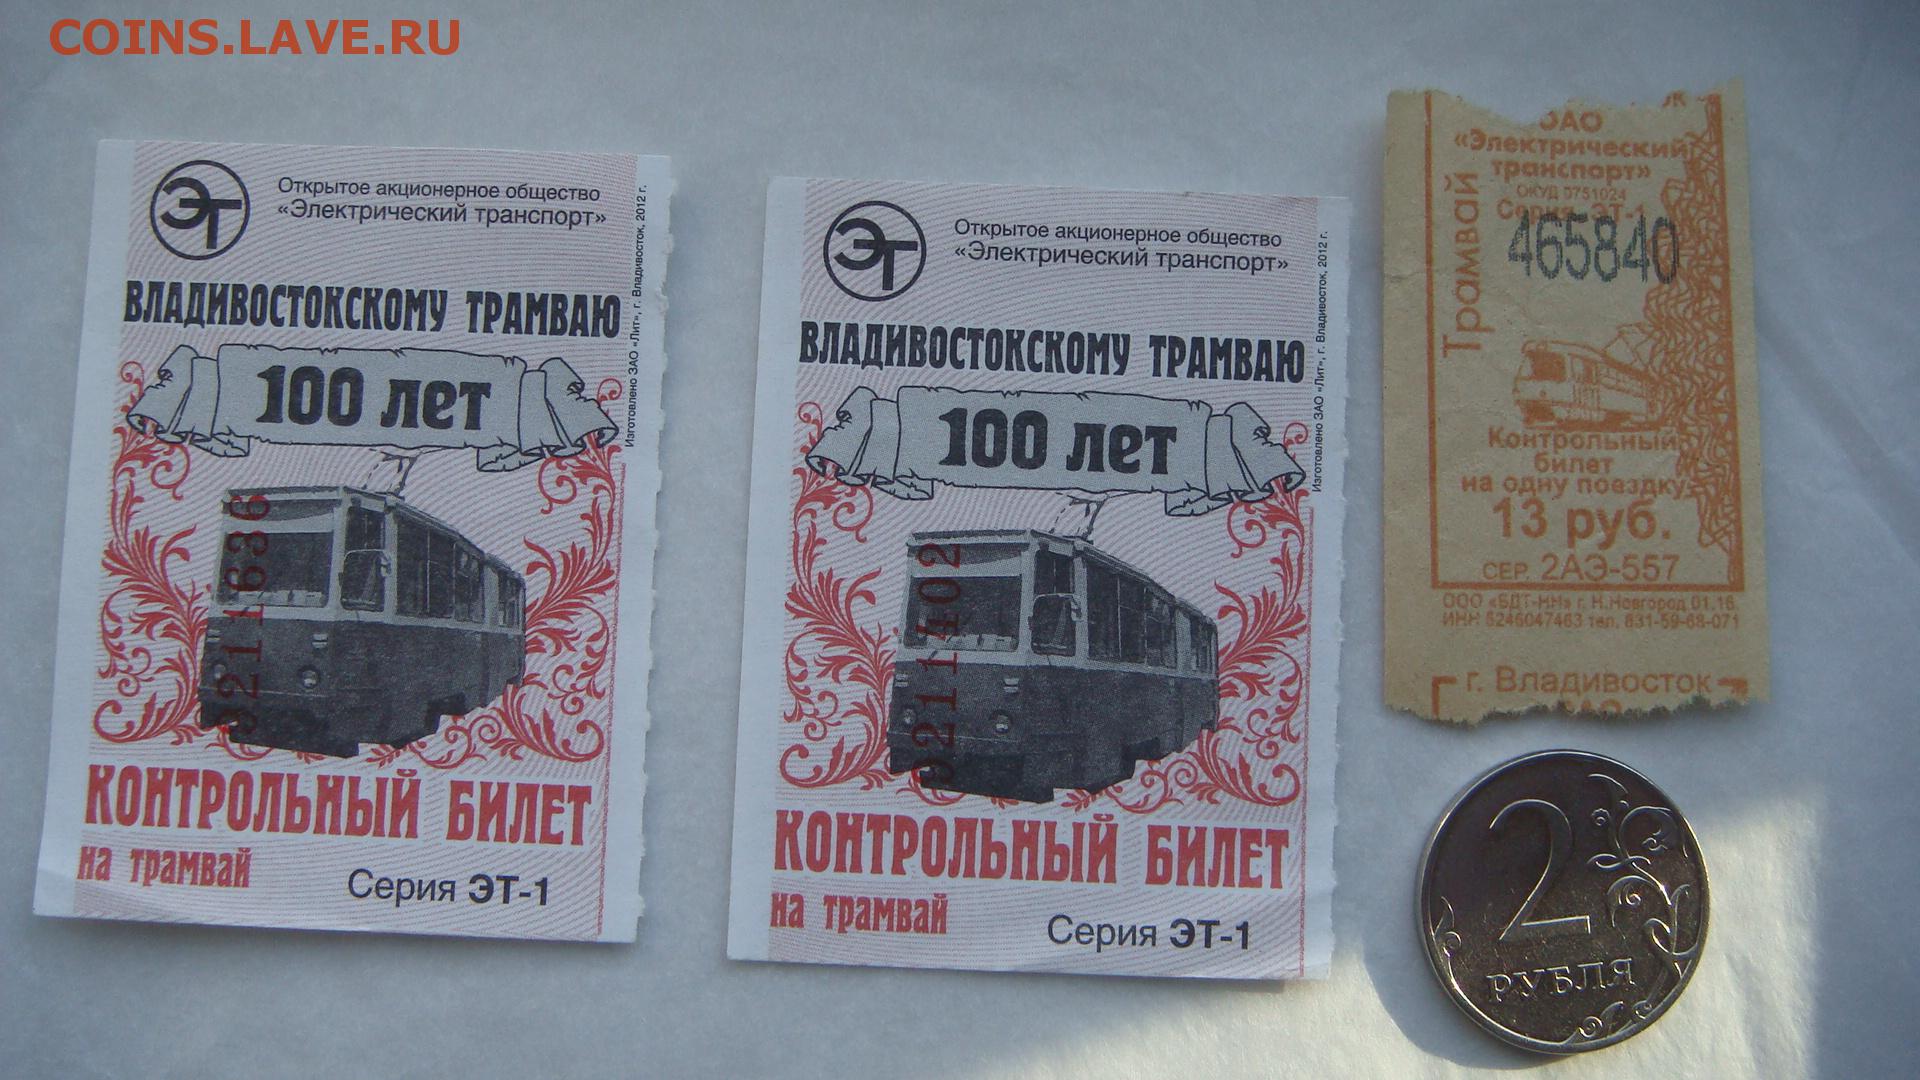 COINS.LAVE.RU
ЭТ
Открытое акционерное общество
«Электрический транспорт»
ВЛАДИВОСТОКСКОМУ ТРАМВАЮ
100 лет
3211636
КОНТРОЛЬНЫЙ БИЛЕТ
на трамвай
Серия ЭТ-1
Изготовлено ЗАО «Лит», г. Владивосток, 2012 г.
ЭТ
Открытое акционерное общество
«Электрический транспорт»
ВЛАДИВОСТОКСКОМУ ТРАМВАЮ
100 лет
3211402
КОНТРОЛЬНЫЙ БИЛЕТ
на трамвай
Серия ЭТ-1
Изготовлено ЗАО «Лит», г. Владивосток, 2012 г.
ОАО
«Электрический
транспорт»
ОКУД 0751024
Серия ЭТ-1
465840
Трамвай
Контрольный
билет
на одну поездку
13 руб.
СЕР. 2АЭ-557
ООО «БДТ-НН» г. Н.Новгород 01.16.
ИНН 5246047463 тел. 831-59-68-071
г. Владивосток
2
РУБЛЯ